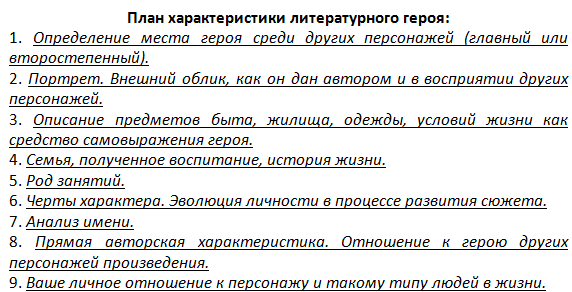 План характеристики литературного героя:
1. Определение места героя среди других персонажей (главный или
второстепенный).
2. Портрет. Внешний облик, как он дан автором и в восприятии других
персонажей.
3. Описание предметов быта, жилища, одежды, условий жизни как
средство самовыражения героя.
4. Семья, полученное воспитание, история жизни.
5. Род занятий.
6. Черты характера. Эволюция личности в процессе развития сюжета.
7. Анализ имени.
8. Прямая авторская характеристика. Отношение к герою других
персонажей произведения.
9. Ваше личное отношение к персонажу и такому типу людей в жизни.